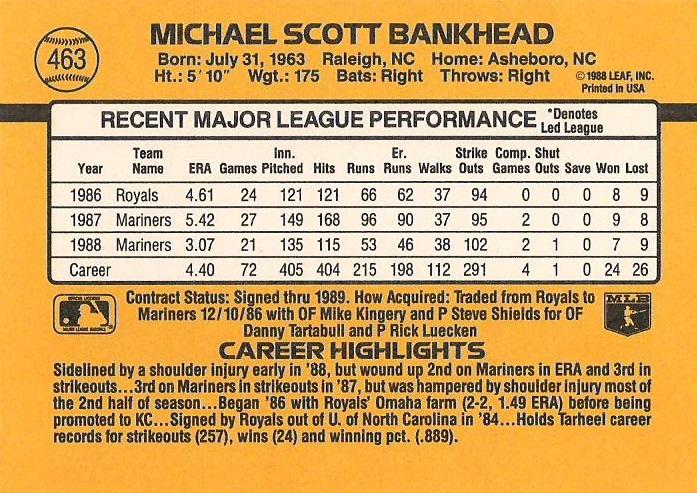 463
MICHAEL SCOTT BANKHEAD
Born: July 31, 1963 Raleigh, NC Home: Asheboro, NC
Ht.: 5' 10" Wgt.: 175 Bats: Right Throws: Right
©1988 LEAF, INC.
Printed in USA
RECENT MAJOR LEAGUE PERFORMANCE
*Denotes
Led League
Year Team Name ERA Games Inn. Pitched Hits Runs Er. Runs Walks Strike Outs Comp. Games Shut Outs Save Won Lost
1986 Royals 4.61 24 121 121 66 62 37 94 0 0 0 8 9
1987 Mariners 5.42 27 149 168 96 90 37 95 2 0 0 9 8
1988 Mariners 3.07 21 135 115 53 46 38 102 2 1 0 7 9
Career 4.40 72 405 404 215 198 112 291 4 1 0 24 26
OFFICIAL LICENSEE
MAJOR LEAGUE BASEBALL
Contract Status: Signed thru 1989. How Acquired: Traded from Royals to
Mariners 12/10/86 with OF Mike Kingery and P Steve Shields for OF
Danny Tartabull and P Rick Luecken
MLB
CAREER HIGHLIGHTS
Sidelined by a shoulder injury early in '88, but wound up 2nd on Mariners in ERA and 3rd in
strikeouts...3rd on Mariners in strikeouts in '87, but was hampered by shoulder injury most of
the 2nd half of season...Began '86 with Royals' Omaha farm (2-2, 1.49 ERA) before being
promoted to KC...Signed by Royals out of U. of North Carolina in '84...Holds Tarheel career
records for strikeouts (257), wins (24) and winning pct. (.889).